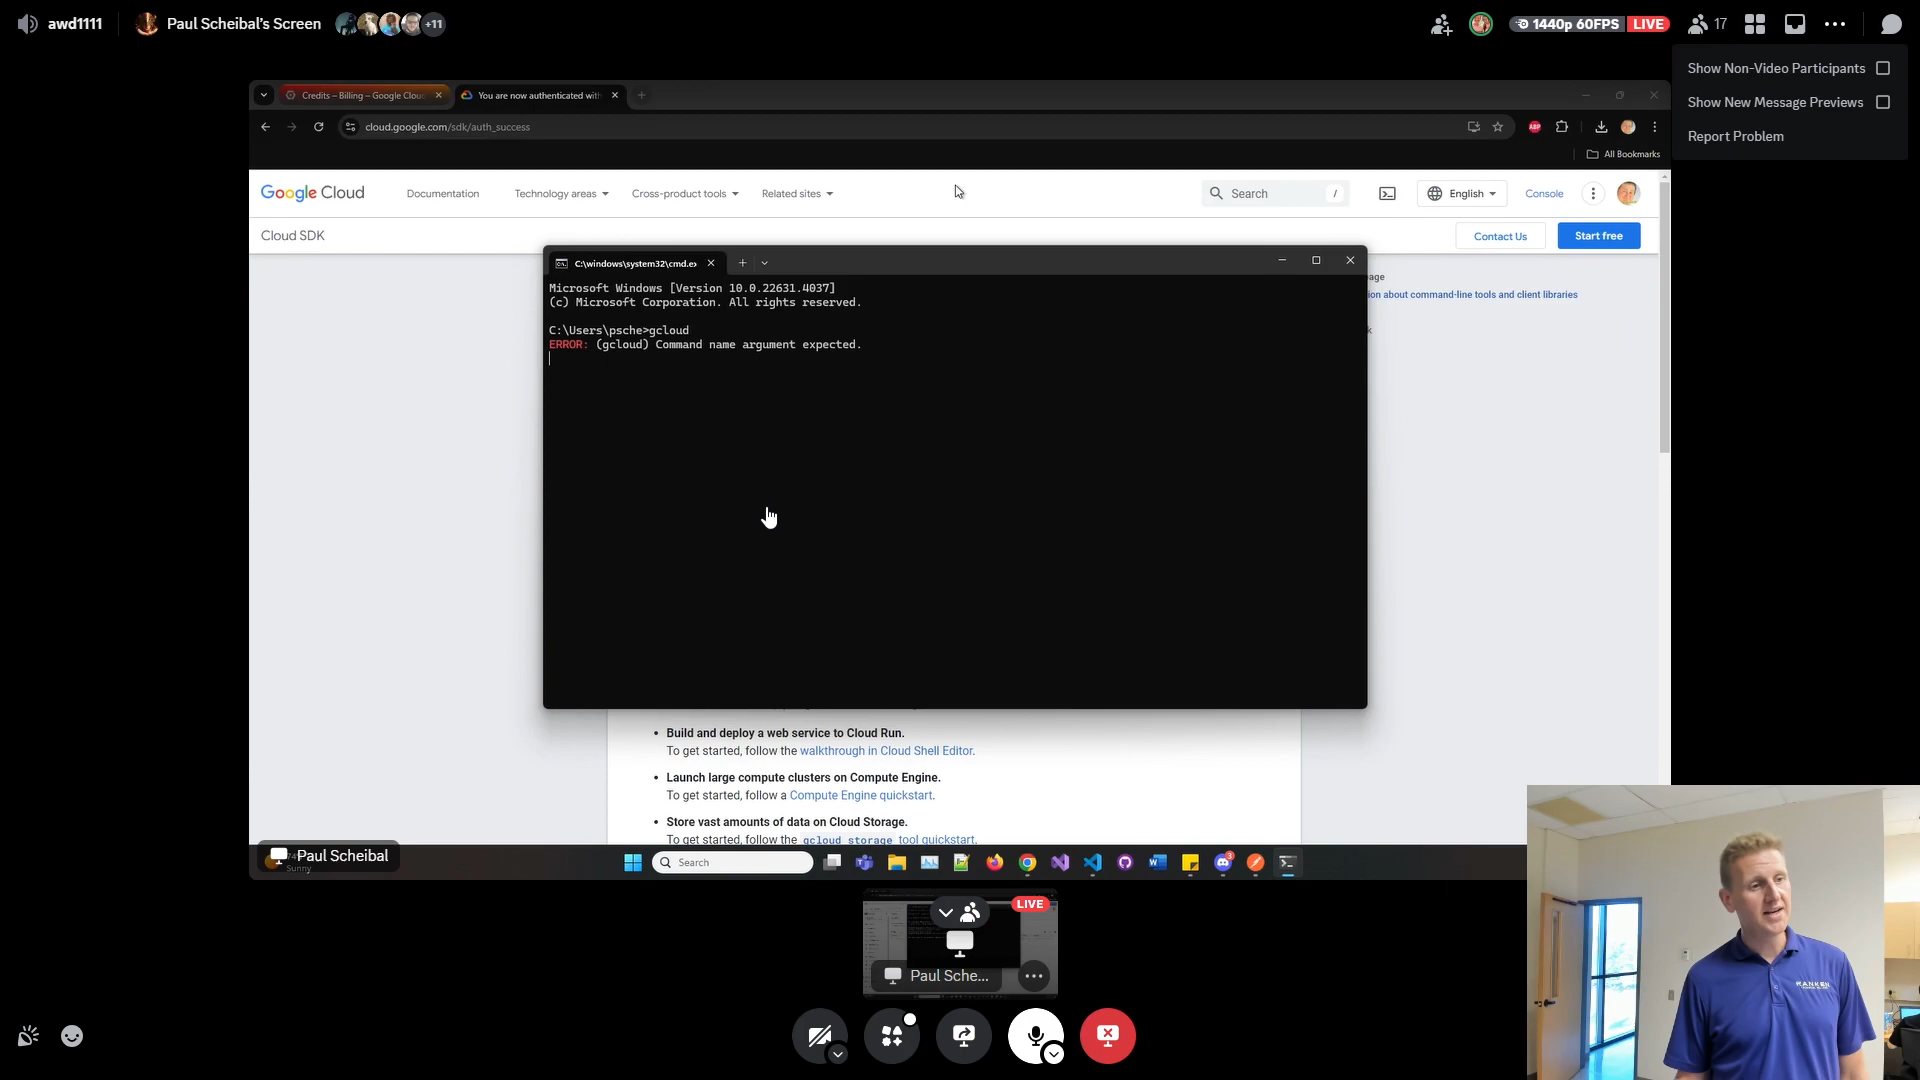 awd1111
Paul Scheibal's Screen
+11
1440p 60FPS LIVE
17
Show Non-Video Participants
Show New Message Previews
Report Problem
Credits – Billing – Google Clou
You are now authenticated with
cloud.google.com/sdk/auth_success
ABP
All Bookmarks
Google Cloud
Documentation
Technology areas
Cross-product tools
Related sites
Search /
English
Console
Cloud SDK
Contact Us
Start free
C:\windows\system32\cmd.ex
Microsoft Windows [Version 10.0.22631.4037]
(c) Microsoft Corporation. All rights reserved.
C:\Users\psche>gcloud
ERROR: (gcloud) Command name argument expected.
age
ion about command-line tools and client libraries
k
• Build and deploy a web service to Cloud Run.
To get started, follow the walkthrough in Cloud Shell Editor.
• Launch large compute clusters on Compute Engine.
To get started, follow a Compute Engine quickstart.
• Store vast amounts of data on Cloud Storage.
To get started, follow the gcloud storage tool quickstart.
Paul Scheibal
Sunny
Search
3
LIVE
Paul Sche...
RANKEN